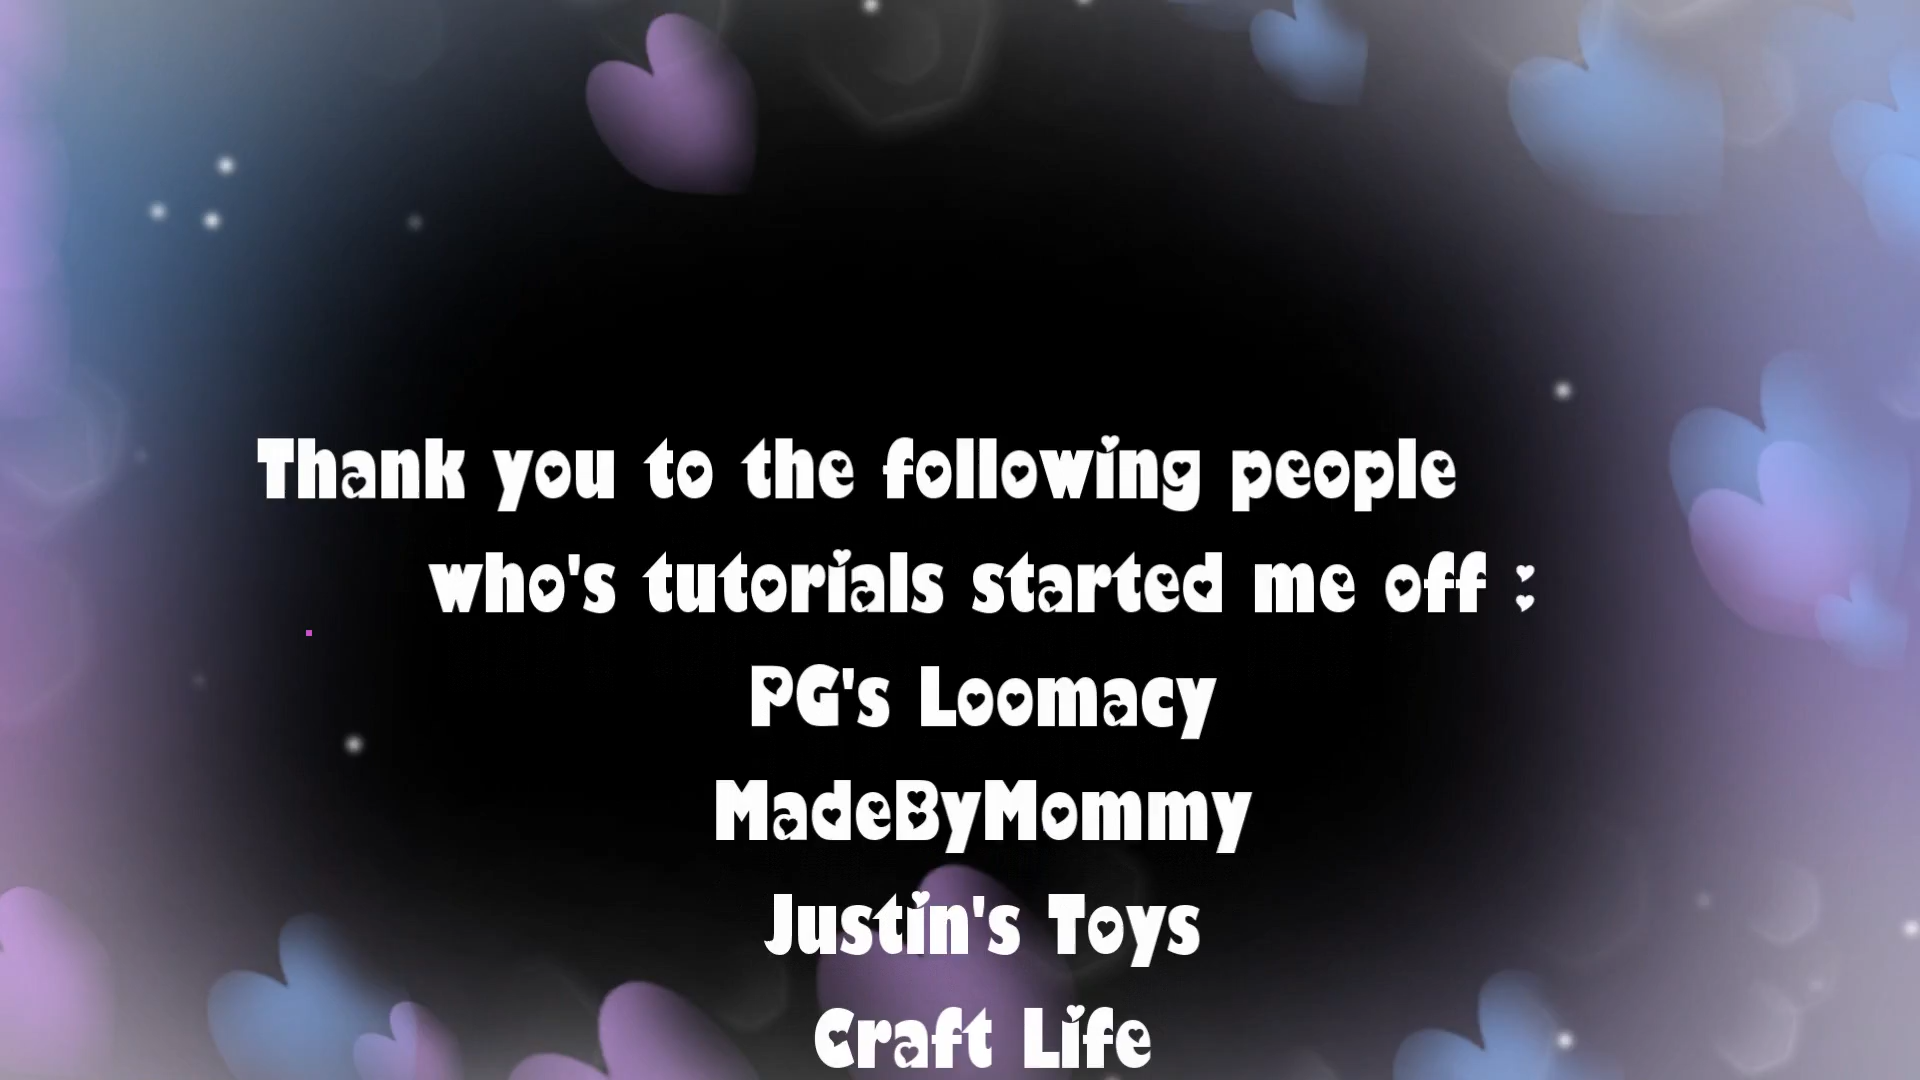 Thank you to the following people
who's tutorials started me off :
PG's Loomacy
MadeByMommy
Justin's Toys
Craft Life